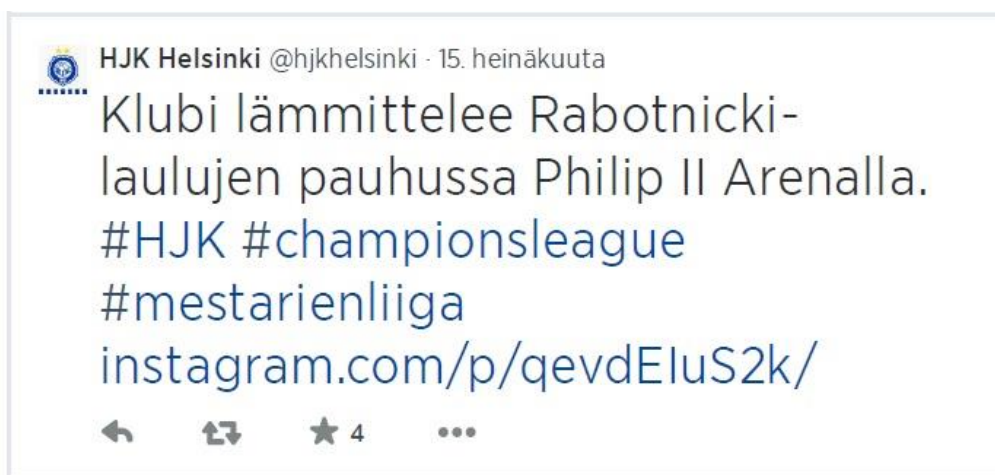 HJK Helsinki @hjkhelsinki · 15. heinäkuuta
Klubi lämmittelee Rabotnicki-
laulujen pauhussa Philip II Arenalla.
#HJK #championsleague
#mestarienliiga
instagram.com/p/qevdEIuS2k/
4